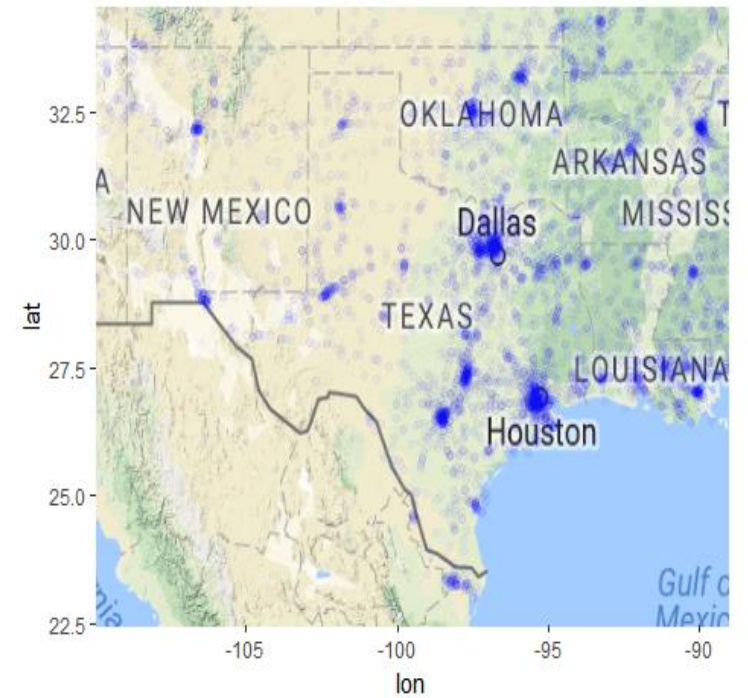 32.5
30.0
27.5
25.0
22.5
lat
OKLAHOMA
T
ARKANSAS
A
NEW MEXICO
MISSISS
Dallas
TEXAS
LOUISIANA
Houston
Gulf o
Mexic
nia
-105
-100
-95
-90
lon